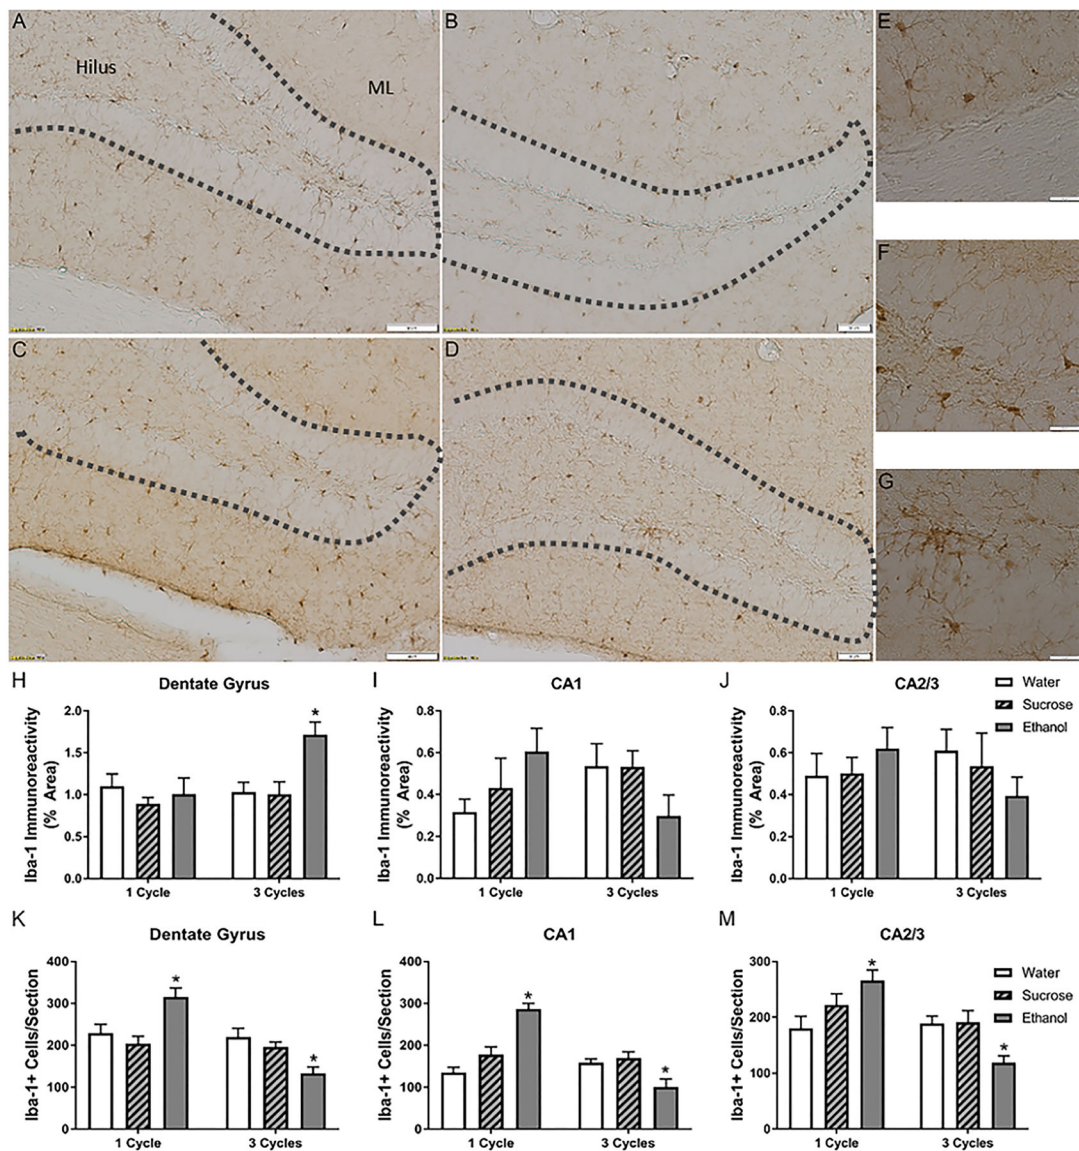 A
B
E
Hilus
ML
F
C
D
G
H
Dentate Gyrus
I
CA1
J
CA2/3
Water
Sucrose
Ethanol
Iba-1 Immunoreactivity
(% Area)
2.0
1.5
1.0
0.5
0.0
*
1 Cycle
3 Cycles
Iba-1 Immunoreactivity
(% Area)
0.8
0.6
0.4
0.2
0.0
1 Cycle
3 Cycles
Iba-1 Immunoreactivity
(% Area)
0.8
0.6
0.4
0.2
0.0
1 Cycle
3 Cycles
K
Dentate Gyrus
L
CA1
M
CA2/3
Water
Sucrose
Ethanol
Iba-1+ Cells/Section
400
300
200
100
0
*
*
1 Cycle
3 Cycles
Iba-1+ Cells/Section
400
300
200
100
0
*
*
1 Cycle
3 Cycles
Iba-1+ Cells/Section
300
200
100
0
*
*
1 Cycle
3 Cycles